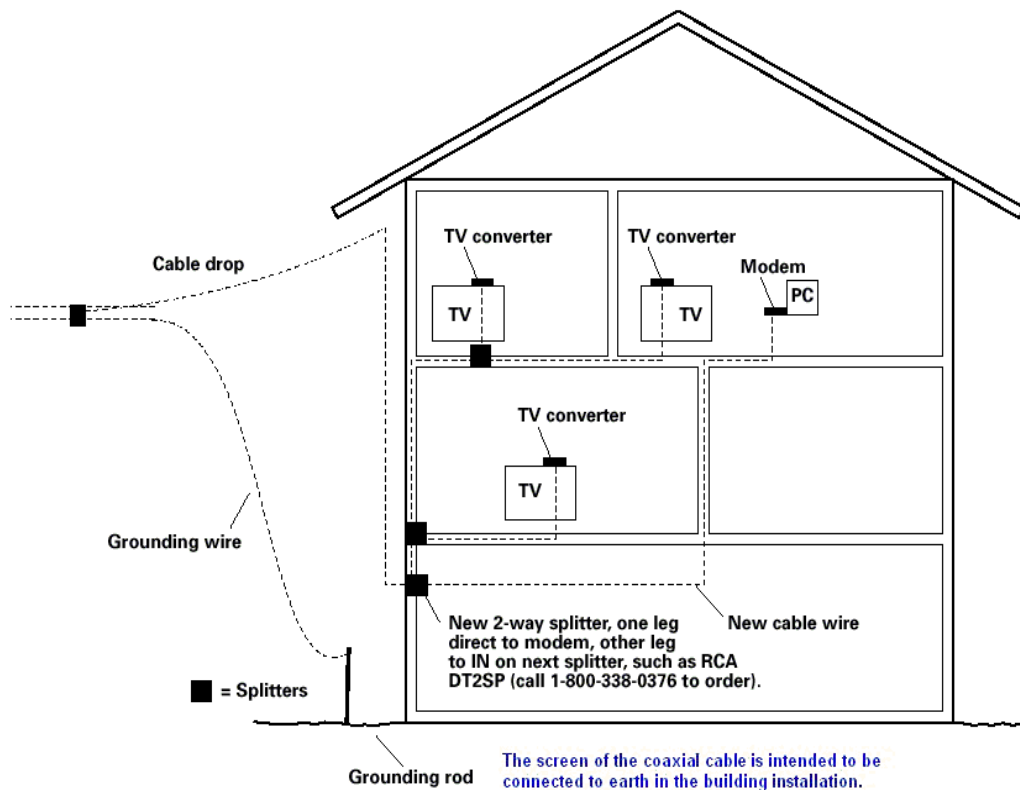 TV converter
TV converter
Cable drop
Modem
PC
TV
TV
TV converter
TV
Grounding wire
New 2-way splitter, one leg
direct to modem, other leg
to IN on next splitter, such as RCA
DT2SP (call 1-800-338-0376 to order).
New cable wire
= Splitters
Grounding rod
The screen of the coaxial cable is intended to be
connected to earth in the building installation.